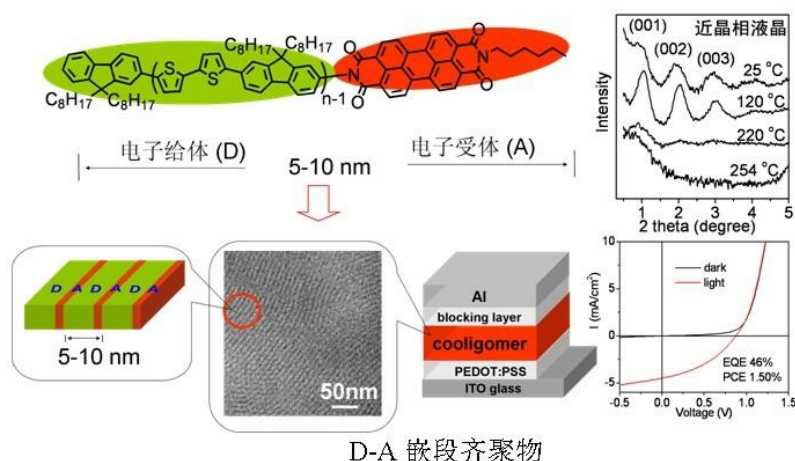 C8H17
C8H17
S
S
n-1
C8H17
C8H17
O
O
N
N
O
O
电子给体 (D)
5-10 nm
电子受体 (A)
(001)
近晶相液晶
(002)
(003)
25 °C
120 °C
220 °C
254 °C
Intensity
1
2
3
4
5
2 theta (degree)
D A D A D A
5-10 nm
50nm
Al
blocking layer
cooligomer
PEDOT:PSS
ITO glass
10
5
0
-5
I (mA/cm²)
dark
light
EQE 46%
PCE 1.50%
-0.5
0.0
0.5
1.0
1.5
Voltage (V)
D-A 嵌段齐聚物